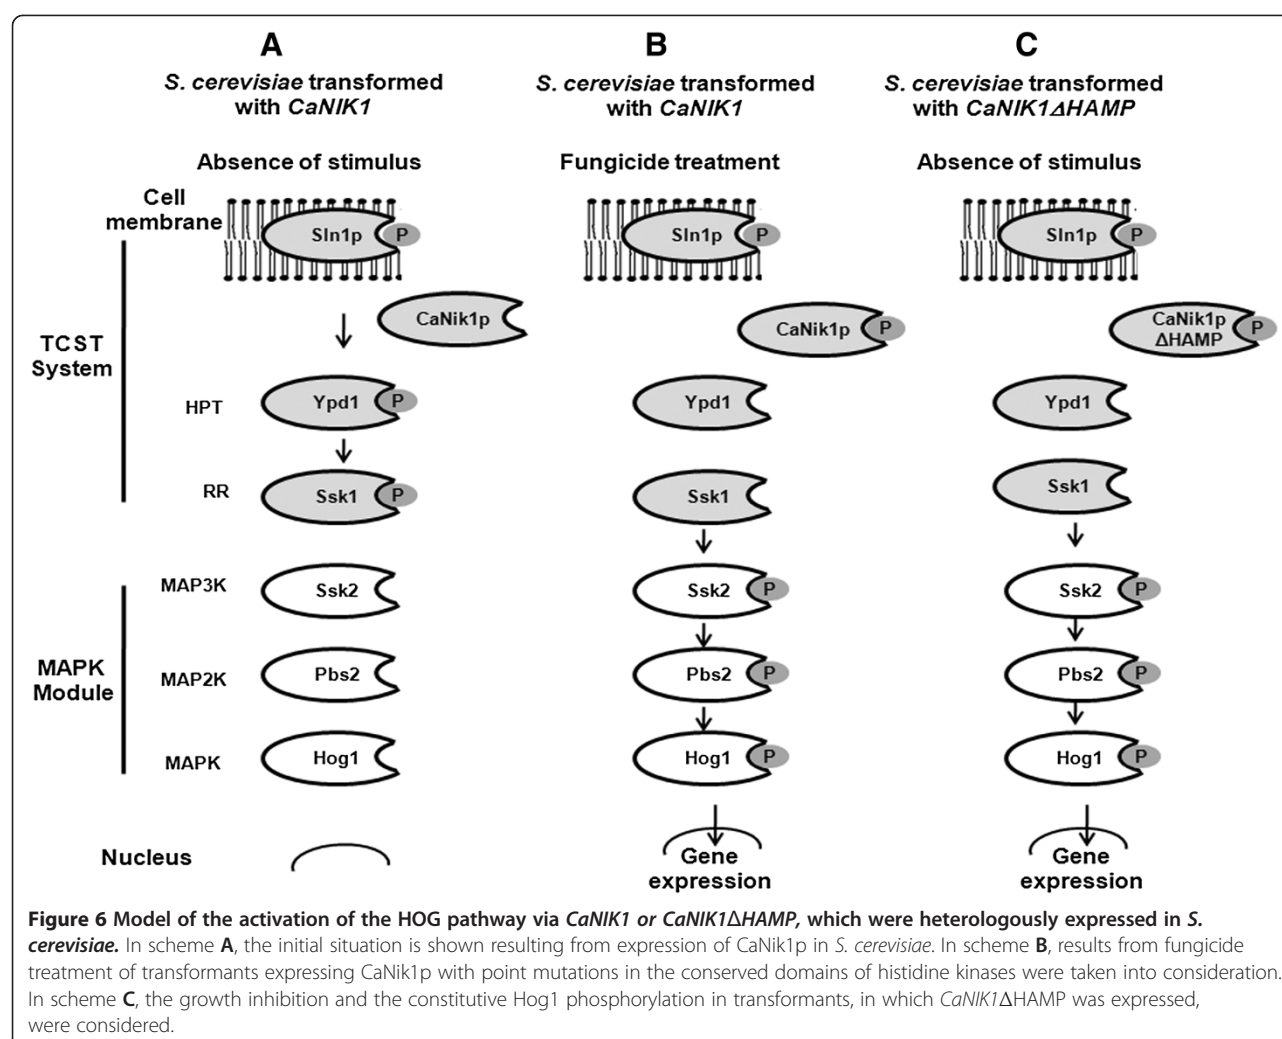 A
B
C
S. cerevisiae transformed
with CaNIK1
S. cerevisiae transformed
with CaNIK1
S. cerevisiae transformed
with CaNIK1ΔHAMP
Absence of stimulus
Fungicide treatment
Absence of stimulus
Cell
membrane
Sln1p
P
Sln1p
P
Sln1p
P
CaNik1p
CaNik1p
P
CaNik1p
ΔHAMP
P
TCST
System
HPT
Ypd1
P
Ypd1
Ypd1
RR
Ssk1
P
Ssk1
Ssk1
MAP3K
Ssk2
Ssk2
P
Ssk2
P
MAPK
Module
MAP2K
Pbs2
Pbs2
P
Pbs2
P
MAPK
Hog1
Hog1
P
Hog1
P
Nucleus
Gene
expression
Gene
expression
Figure 6 Model of the activation of the HOG pathway via CaNIK1 or CaNIK1ΔHAMP, which were heterologously expressed in S.
cerevisiae. In scheme A, the initial situation is shown resulting from expression of CaNik1p in S. cerevisiae. In scheme B, results from fungicide
treatment of transformants expressing CaNik1p with point mutations in the conserved domains of histidine kinases were taken into consideration.
In scheme C, the growth inhibition and the constitutive Hog1 phosphorylation in transformants, in which CaNIK1ΔHAMP was expressed,
were considered.